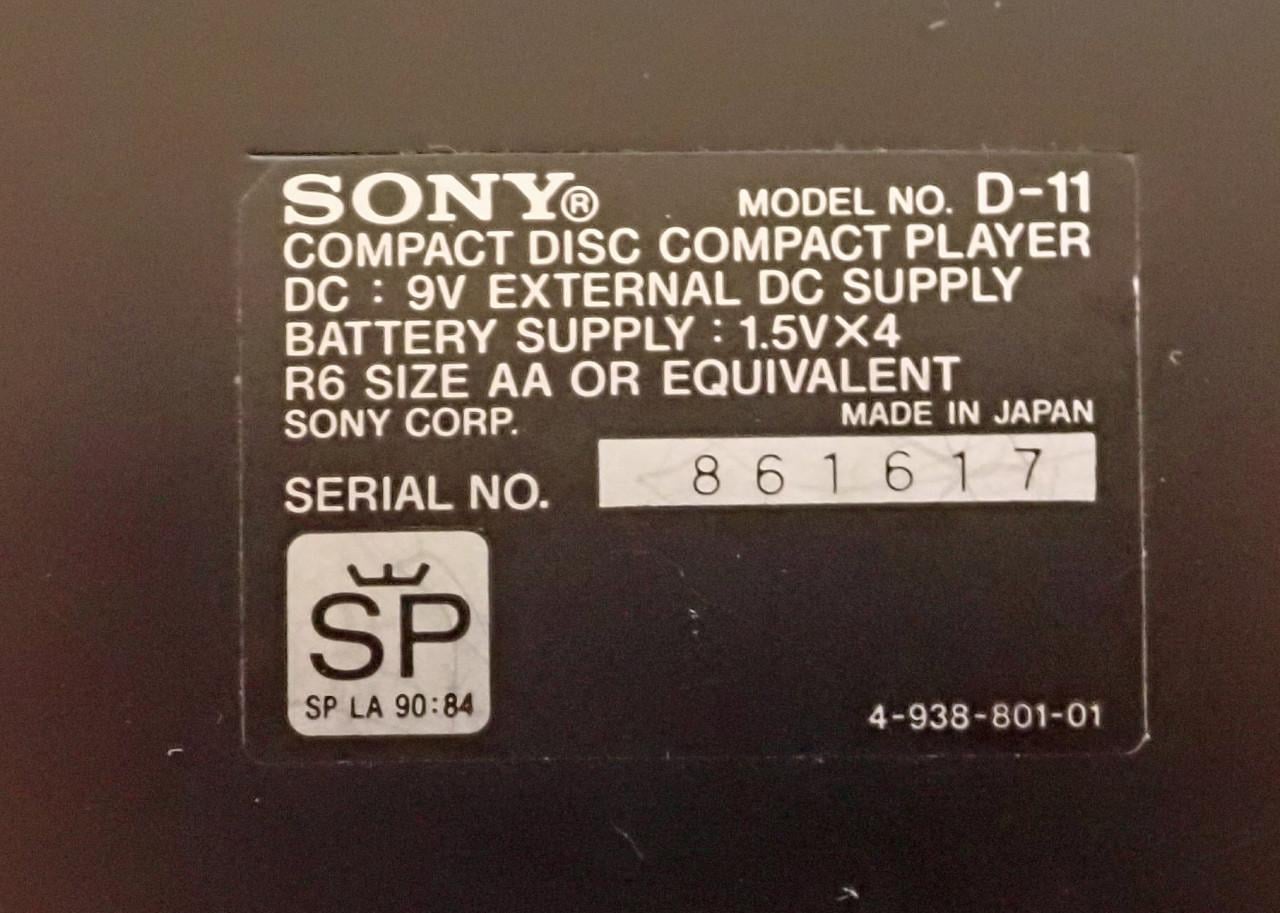 SONY® MODEL NO. D-11
COMPACT DISC COMPACT PLAYER
DC : 9V EXTERNAL DC SUPPLY
BATTERY SUPPLY : 1.5V×4
R6 SIZE AA OR EQUIVALENT
SONY CORP. MADE IN JAPAN
SERIAL NO. 861617
SP
SP LA 90:84
4-938-801-01